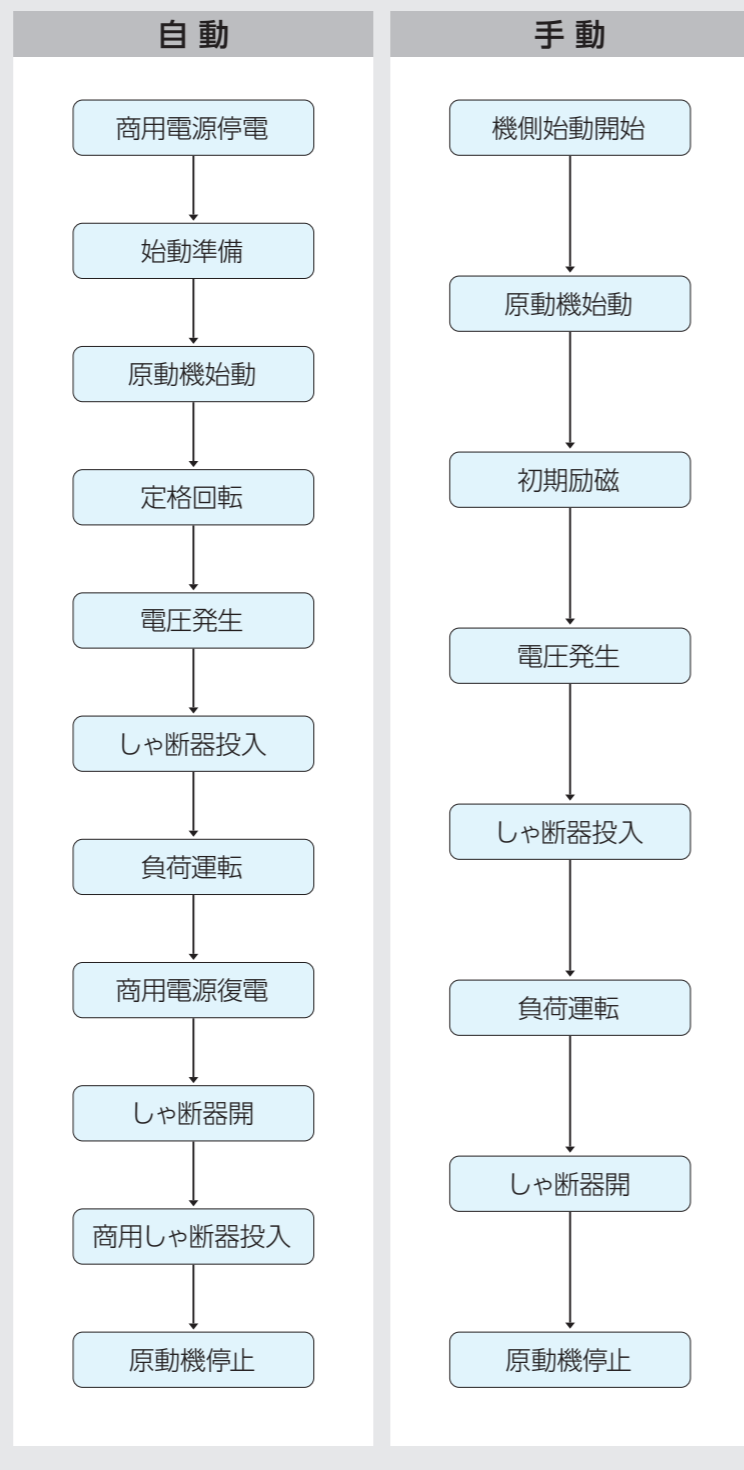 自動
商用電源停電
始動準備
原動機始動
定格回転
電圧発生
しゃ断器投入
負荷運転
商用電源復電
しゃ断器開
商用しゃ断器投入
原動機停止
手動
機側始動開始
原動機始動
初期励磁
電圧発生
しゃ断器投入
負荷運転
しゃ断器開
原動機停止